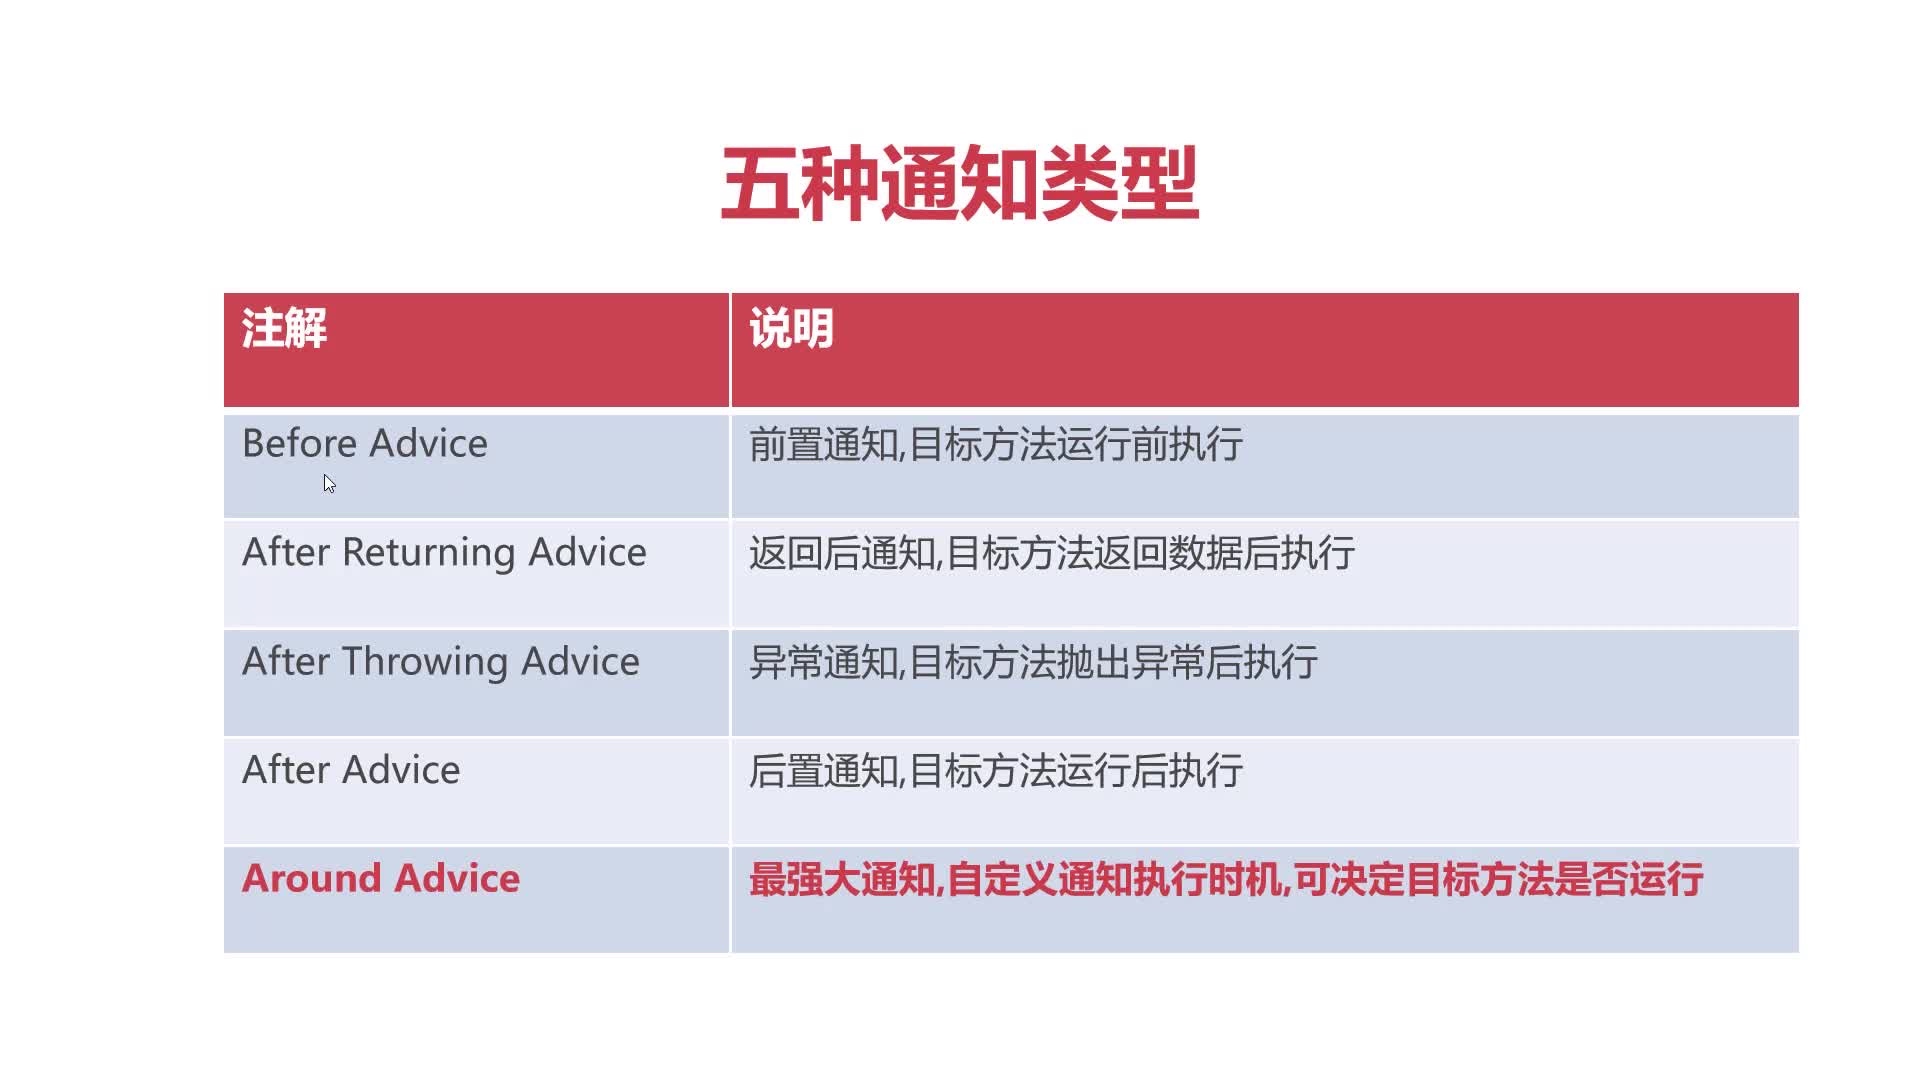 五种通知类型
注解 说明
Before Advice 前置通知,目标方法运行前执行
After Returning Advice 返回后通知,目标方法返回数据后执行
After Throwing Advice 异常通知,目标方法抛出异常后执行
After Advice 后置通知,目标方法运行后执行
Around Advice 最强大通知,自定义通知执行时机,可决定目标方法是否运行